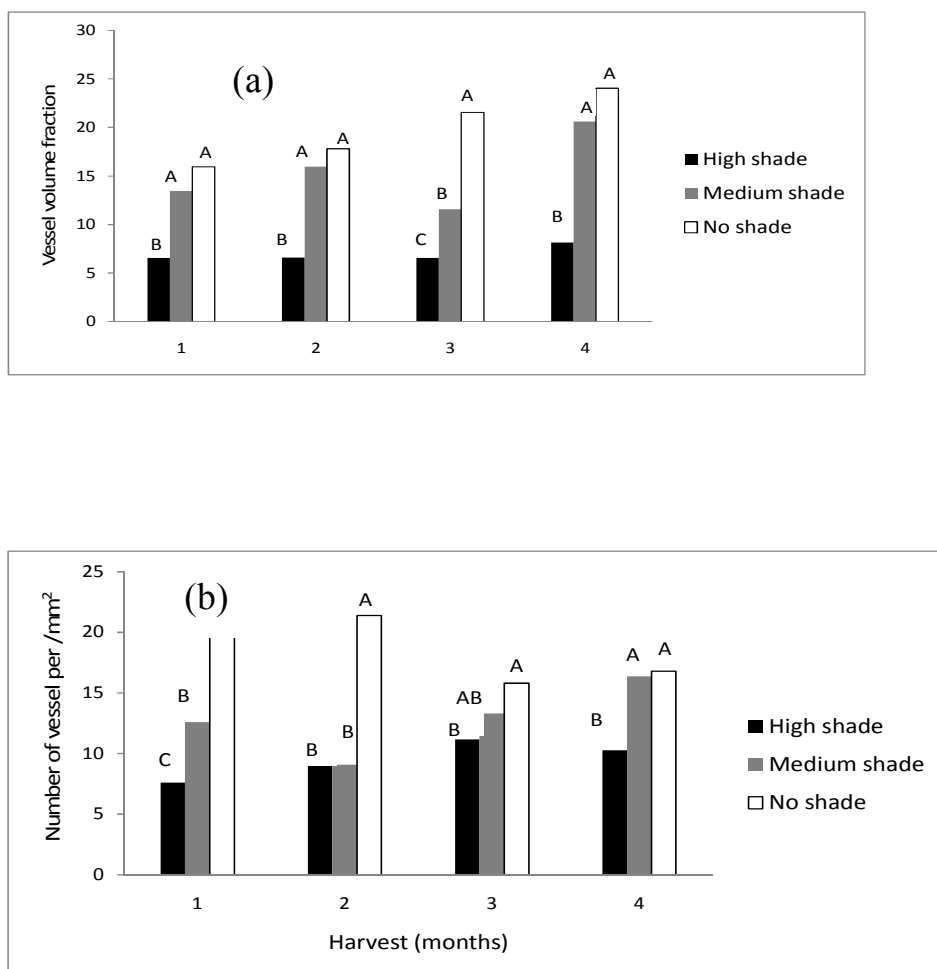 30
25
20
15
10
5
0
Vessel volume fraction
(a)
A
A
B
A
A
B
A
B
C
A
A
B
1
2
3
4
High shade
Medium shade
No shade
25
20
15
10
5
0
Number of vessel per /mm²
(b)
B
C
A
B
B
A
AB
B
A
A
B
1
2
3
4
Harvest (months)
High shade
Medium shade
No shade